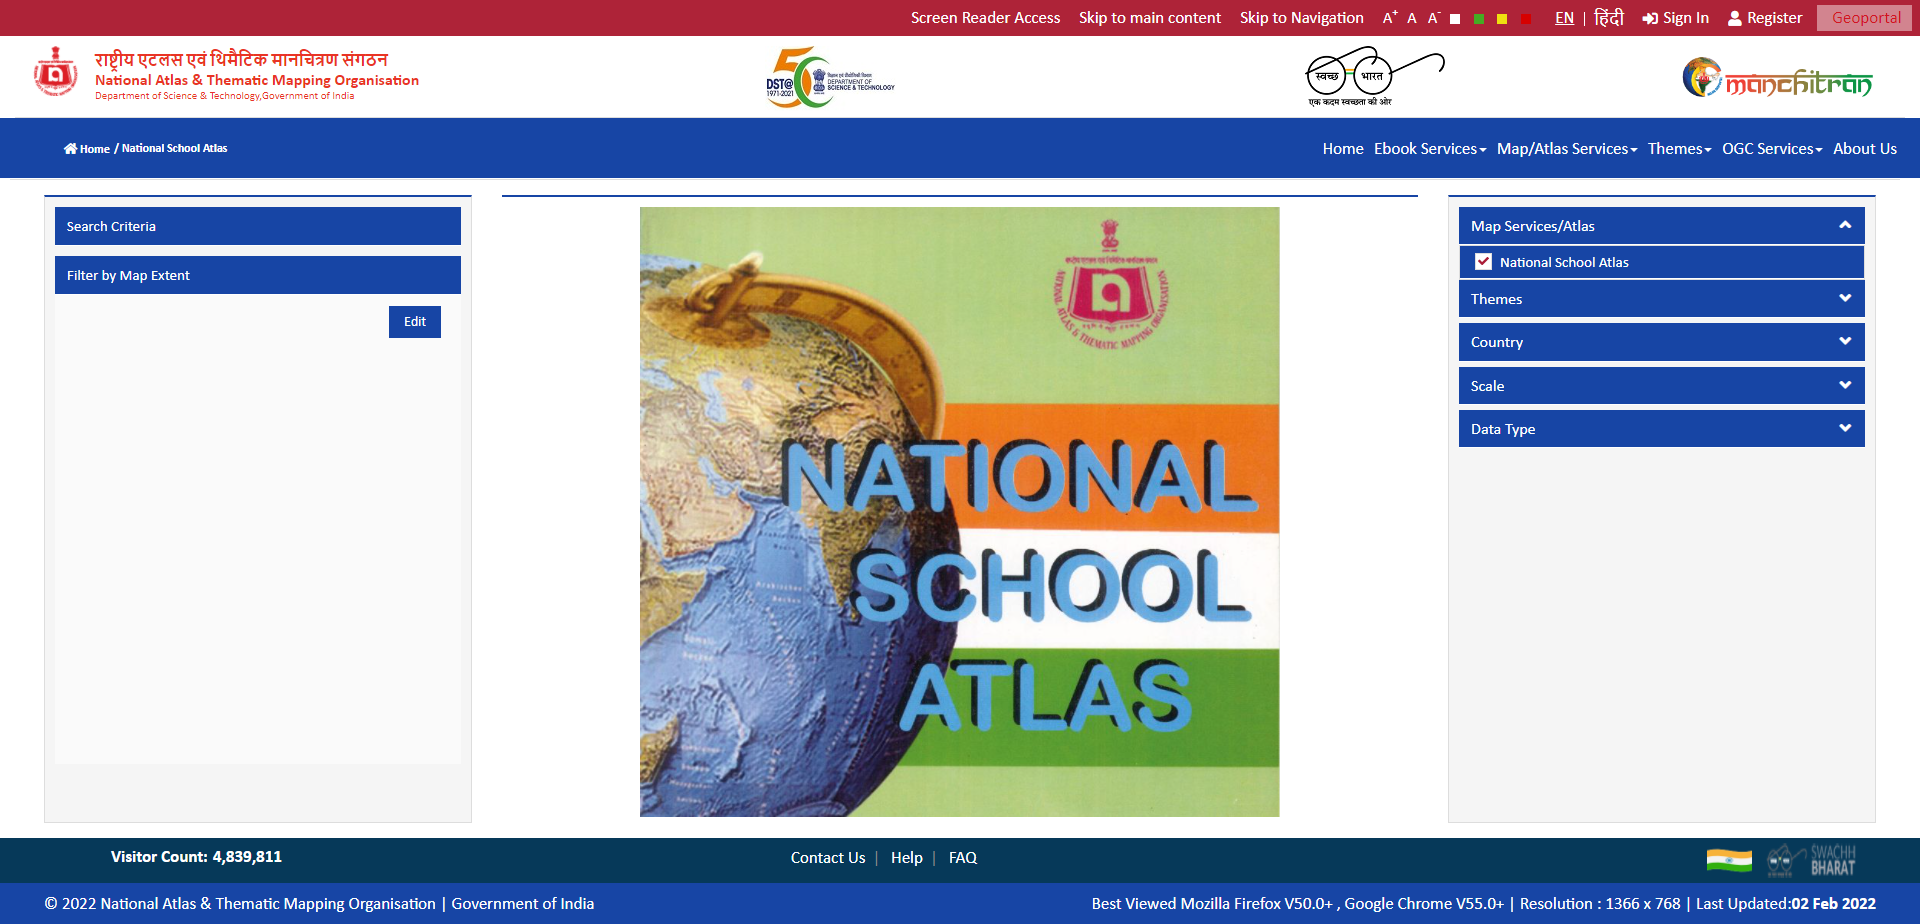 Screen Reader Access Skip to main content Skip to Navigation A+ A A- EN | हिंदी Sign In Register Geoportal
राष्ट्रीय एटलस एवं थिमैटिक मानचित्रण संगठन
National Atlas & Thematic Mapping Organisation
Department of Science & Technology,Government of India
DST@50
1971-2021
विज्ञान एवं प्रौद्योगिकी विभाग
DEPARTMENT OF
SCIENCE & TECHNOLOGY
स्वच्छ भारत
एक कदम स्वच्छता की ओर
manchitran
Home / National School Atlas
Home Ebook Services Map/Atlas Services Themes OGC Services About Us
Search Criteria
Filter by Map Extent
Edit
NATIONAL ATLAS & THEMATIC MAPPING ORGANISATION
NATIONAL
SCHOOL
ATLAS
Map Services/Atlas
National School Atlas
Themes
Country
Scale
Data Type
Visitor Count: 4,839,811
Contact Us | Help | FAQ
SWACHH
BHARAT
© 2022 National Atlas & Thematic Mapping Organisation | Government of India
Best Viewed Mozilla Firefox V50.0+ , Google Chrome V55.0+ | Resolution : 1366 x 768 | Last Updated:02 Feb 2022